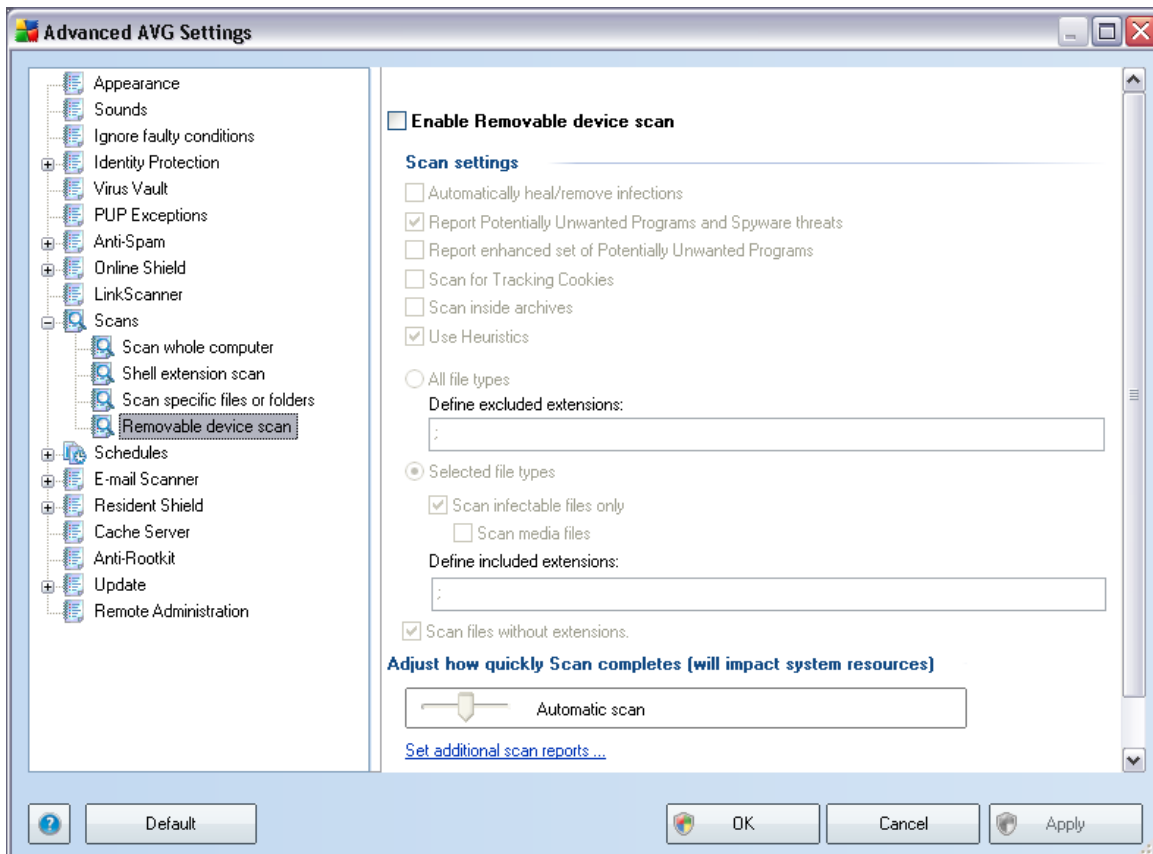 Advanced AVG Settings
Appearance
Sounds
Ignore faulty conditions
Identity Protection
Virus Vault
PUP Exceptions
Anti-Spam
Online Shield
LinkScanner
Scans
Scan whole computer
Shell extension scan
Scan specific files or folders
Removable device scan
Schedules
E-mail Scanner
Resident Shield
Cache Server
Anti-Rootkit
Update
Remote Administration
Enable Removable device scan
Scan settings
Automatically heal/remove infections
Report Potentially Unwanted Programs and Spyware threats
Report enhanced set of Potentially Unwanted Programs
Scan for Tracking Cookies
Scan inside archives
Use Heuristics
All file types
Define excluded extensions:
;
Selected file types
Scan infectable files only
Scan media files
Define included extensions:
;
Scan files without extensions.
Adjust how quickly Scan completes (will impact system resources)
Automatic scan
Set additional scan reports ...
Default
OK
Cancel
Apply